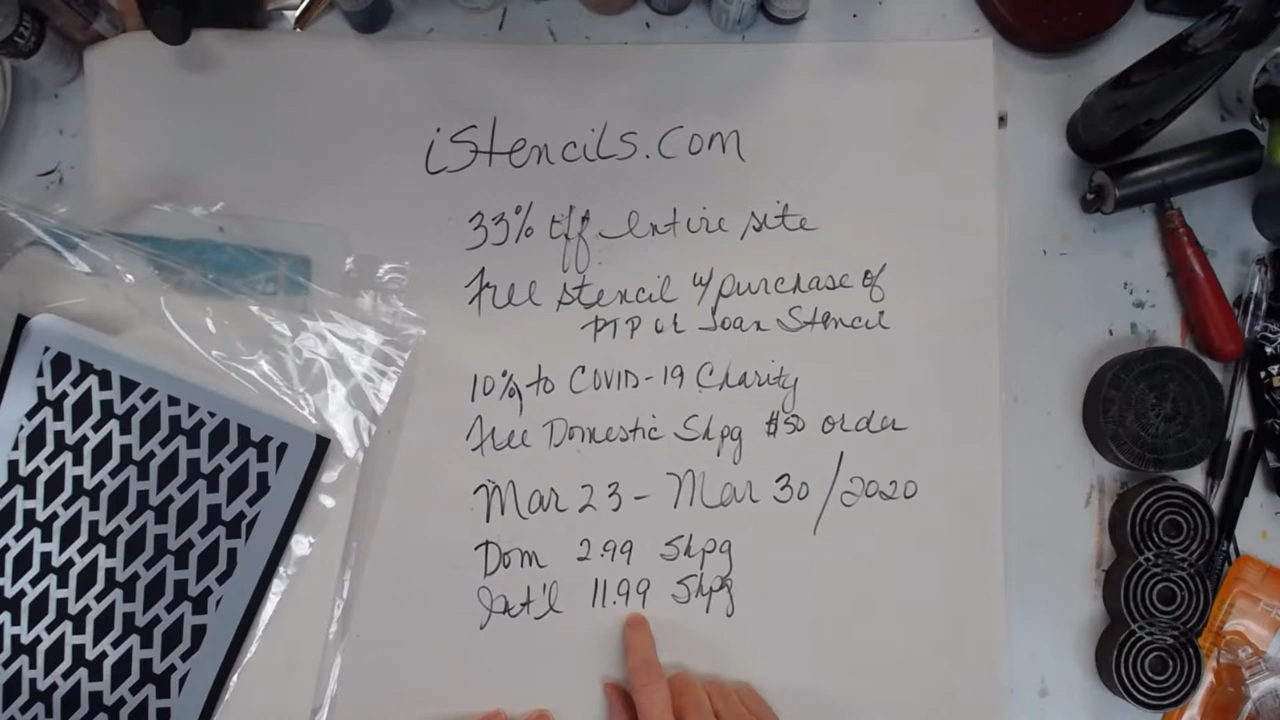 iStencils.com
33% off entire site
Free stencil w/purchase of
PTP or Joan Stencil
10% to COVID-19 Charity
Free Domestic Shpg $50 order
Mar 23 - Mar 30/2020
Dom 2.99 Shpg
Int'l 11.99 Shpg